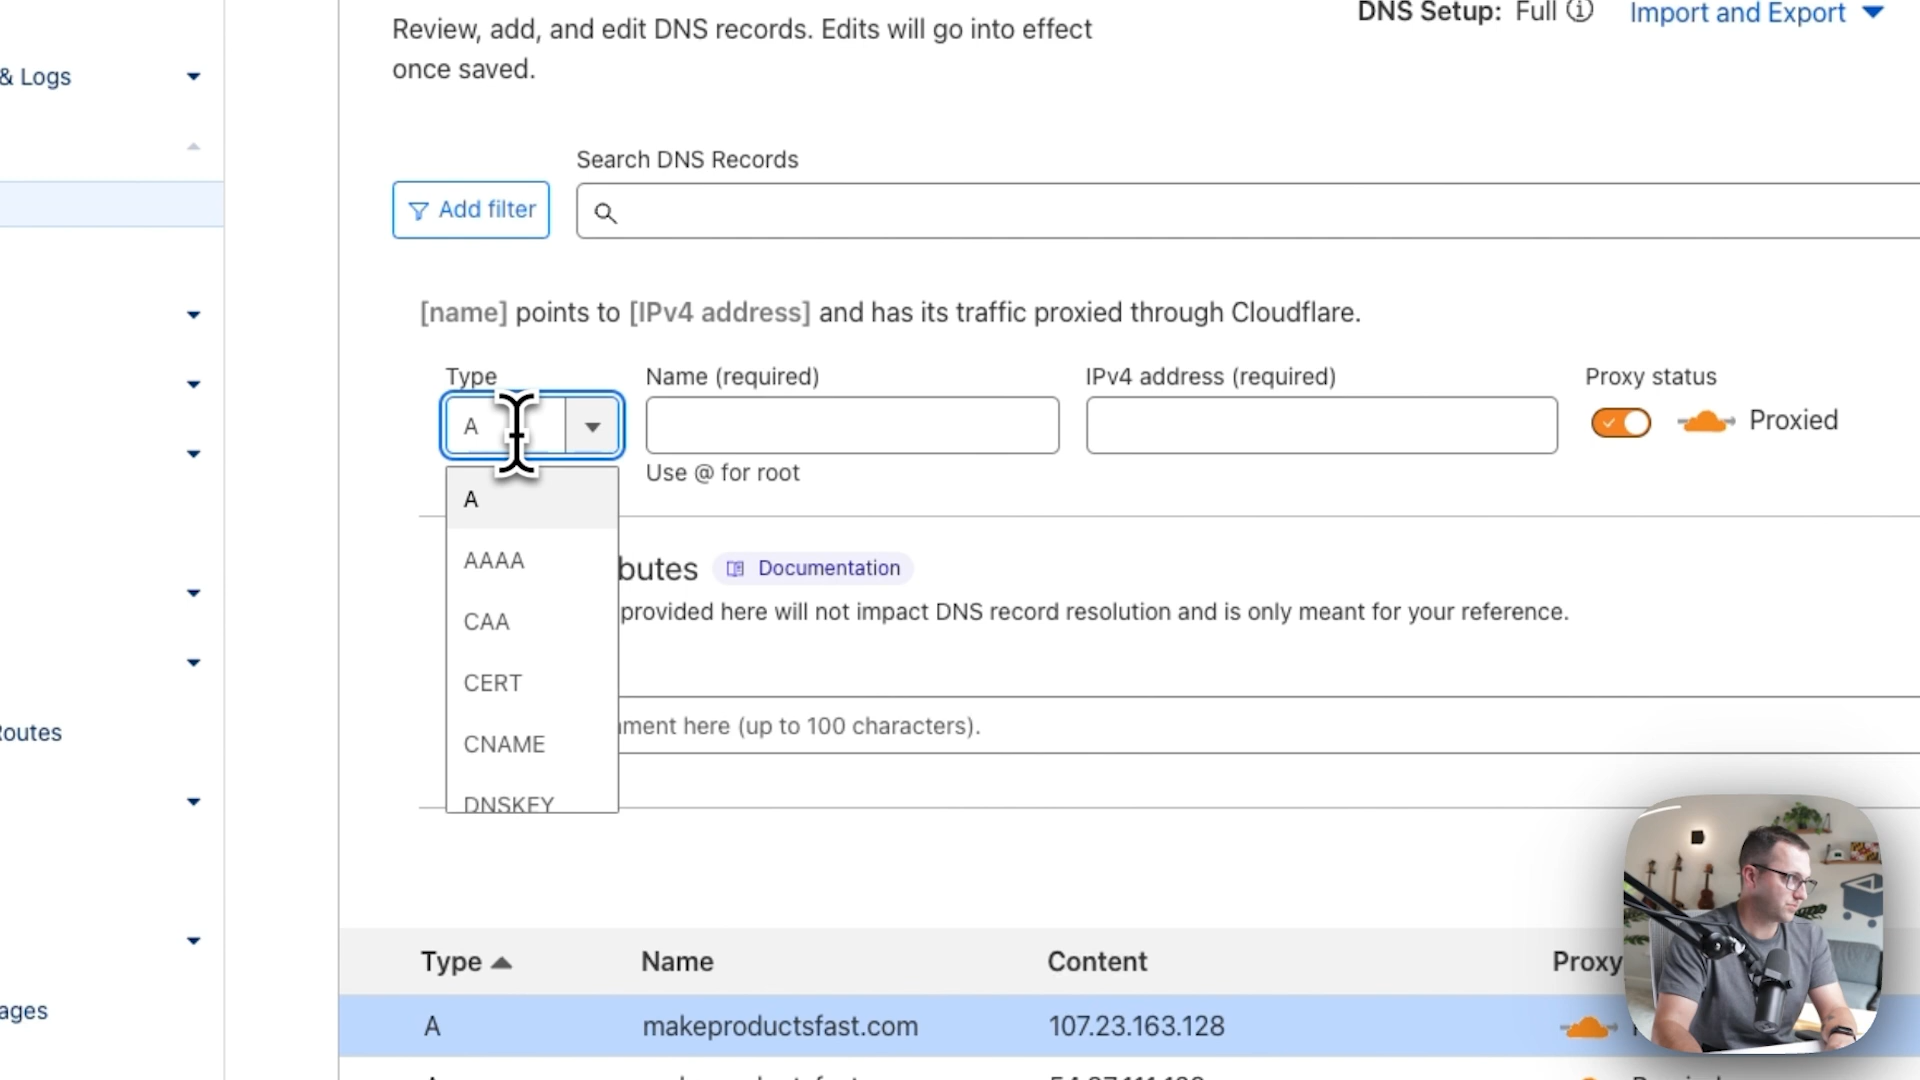 Review, add, and edit DNS records. Edits will go into effect
once saved.
DNS Setup: Full
Import and Export
& Logs
Search DNS Records
Add filter
[name] points to [IPv4 address] and has its traffic proxied through Cloudflare.
Type
Name (required)
IPv4 address (required)
Proxy status
A
Proxied
Use @ for root
A
AAAA
CAA
CERT
CNAME
DNSKEY
butes
Documentation
provided here will not impact DNS record resolution and is only meant for your reference.
ment here (up to 100 characters).
Routes
ages
Type Name Content Proxy
A makeproductsfast.com 107.23.163.128